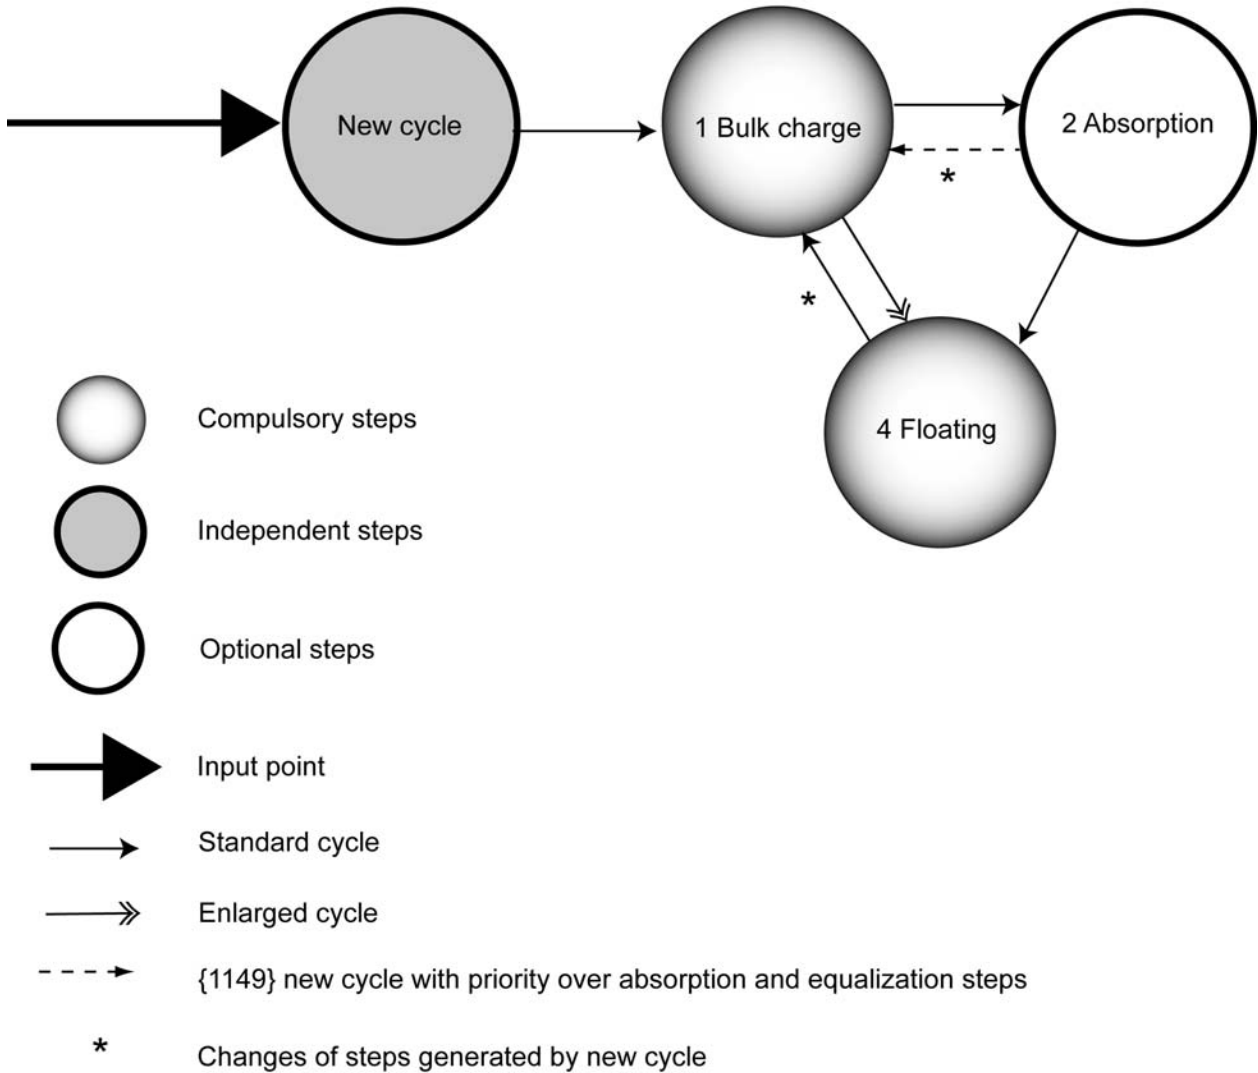 New cycle
1 Bulk charge
2 Absorption
*
*
4 Floating
Compulsory steps
Independent steps
Optional steps
Input point
Standard cycle
Enlarged cycle
{1149} new cycle with priority over absorption and equalization steps
* Changes of steps generated by new cycle